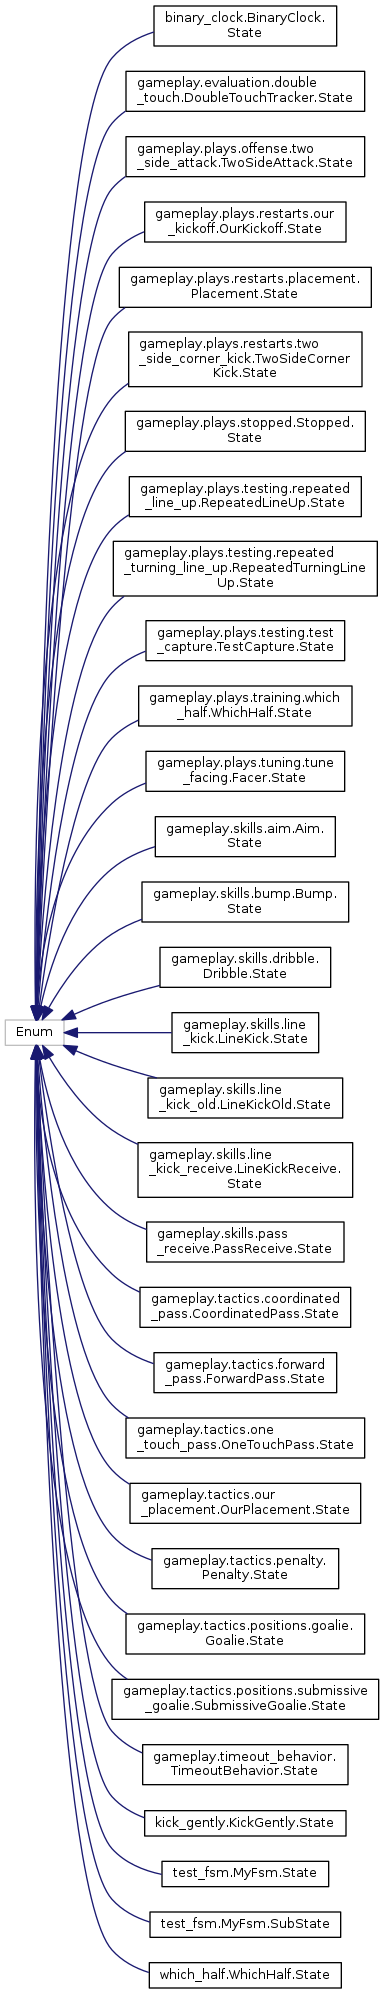 binary_clock.BinaryClock.
State
gameplay.evaluation.double
_touch.DoubleTouchTracker.State
gameplay.plays.offense.two
_side_attack.TwoSideAttack.State
gameplay.plays.restarts.our
_kickoff.OurKickoff.State
gameplay.plays.restarts.placement.
Placement.State
gameplay.plays.restarts.two
_side_corner_kick.TwoSideCorner
Kick.State
gameplay.plays.stopped.Stopped.
State
gameplay.plays.testing.repeated
_line_up.RepeatedLineUp.State
gameplay.plays.testing.repeated
_turning_line_up.RepeatedTurningLine
Up.State
gameplay.plays.testing.test
_capture.TestCapture.State
gameplay.plays.training.which
_half.WhichHalf.State
gameplay.plays.tuning.tune
_facing.Facer.State
gameplay.skills.aim.Aim.
State
gameplay.skills.bump.Bump.
State
gameplay.skills.dribble.
Dribble.State
Enum
gameplay.skills.line
_kick.LineKick.State
gameplay.skills.line
_kick_old.LineKickOld.State
gameplay.skills.line
_kick_receive.LineKickReceive.
State
gameplay.skills.pass
_receive.PassReceive.State
gameplay.tactics.coordinated
_pass.CoordinatedPass.State
gameplay.tactics.forward
_pass.ForwardPass.State
gameplay.tactics.one
_touch_pass.OneTouchPass.State
gameplay.tactics.our
_placement.OurPlacement.State
gameplay.tactics.penalty.
Penalty.State
gameplay.tactics.positions.goalie.
Goalie.State
gameplay.tactics.positions.submissive
_goalie.SubmissiveGoalie.State
gameplay.timeout_behavior.
TimeoutBehavior.State
kick_gently.KickGently.State
test_fsm.MyFsm.State
test_fsm.MyFsm.SubState
which_half.WhichHalf.State